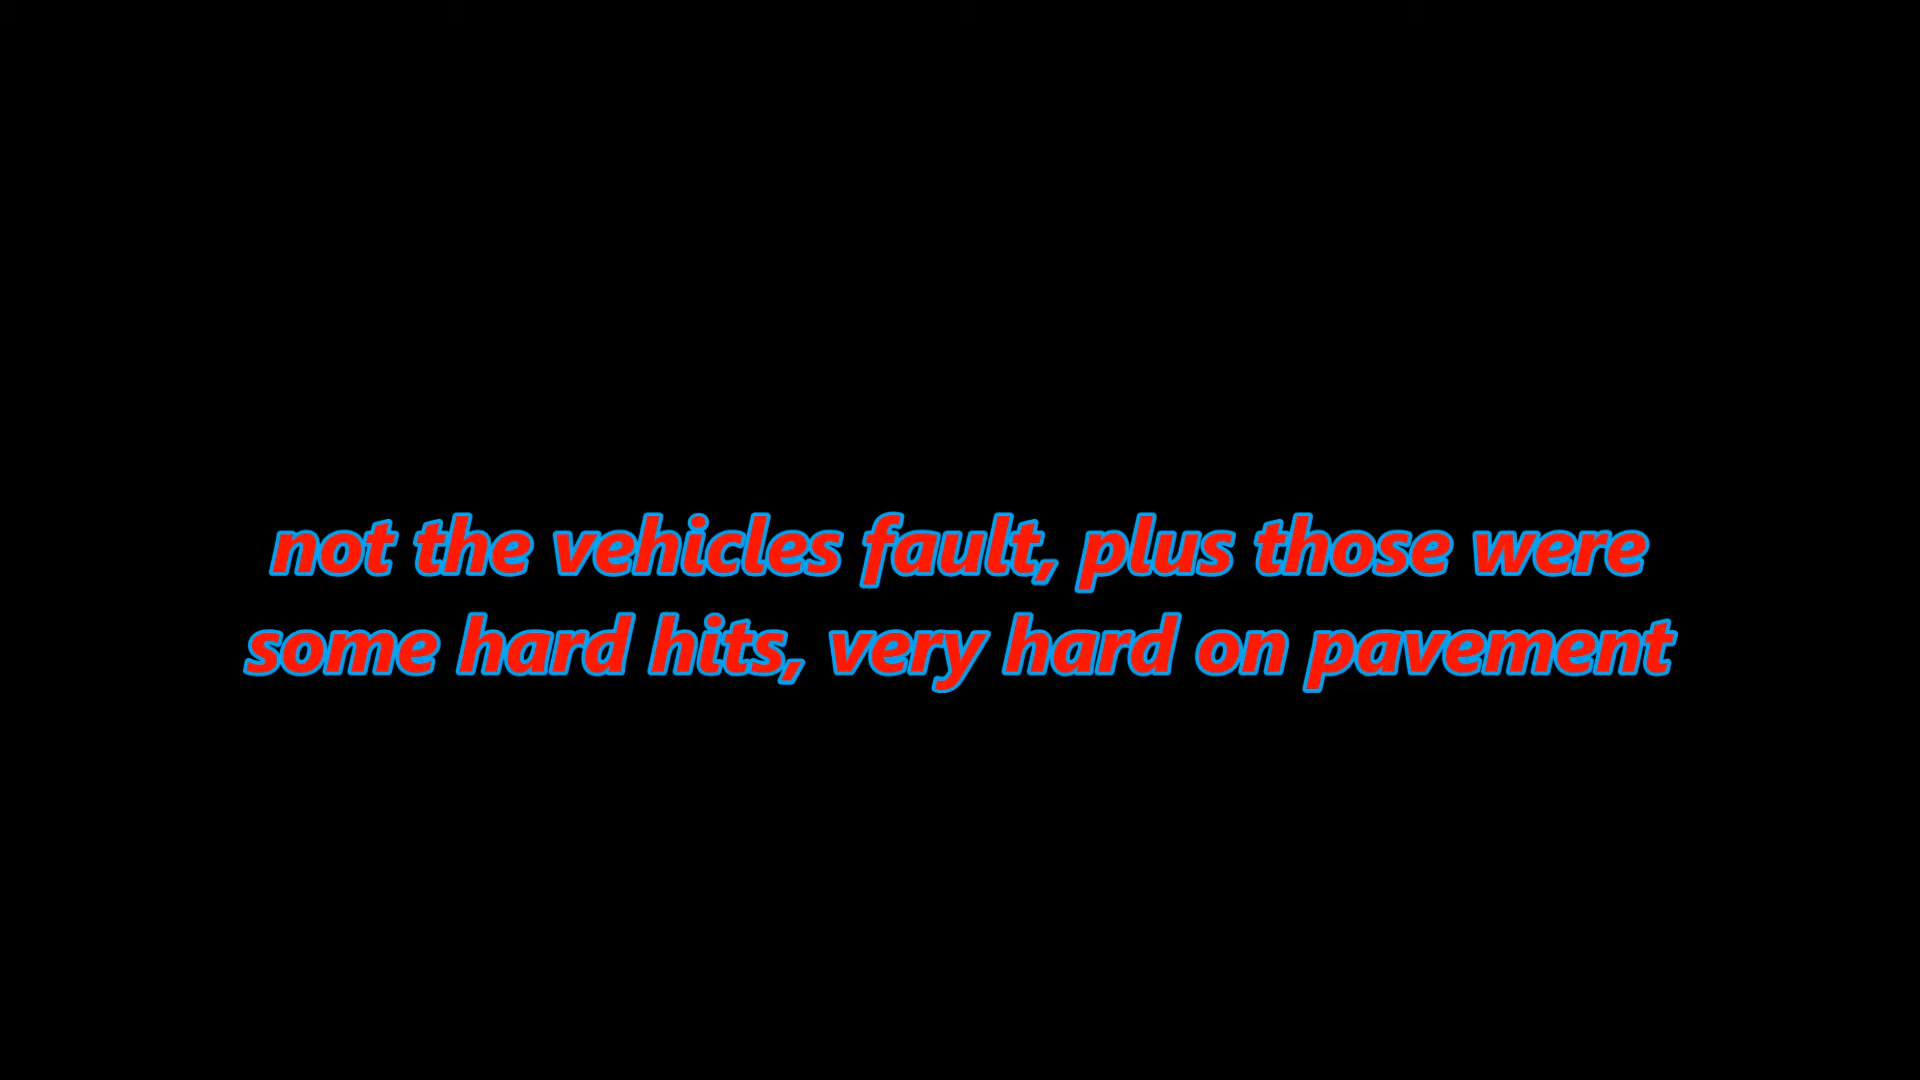 not the vehicles fault, plus those were
some hard hits, very hard on pavement